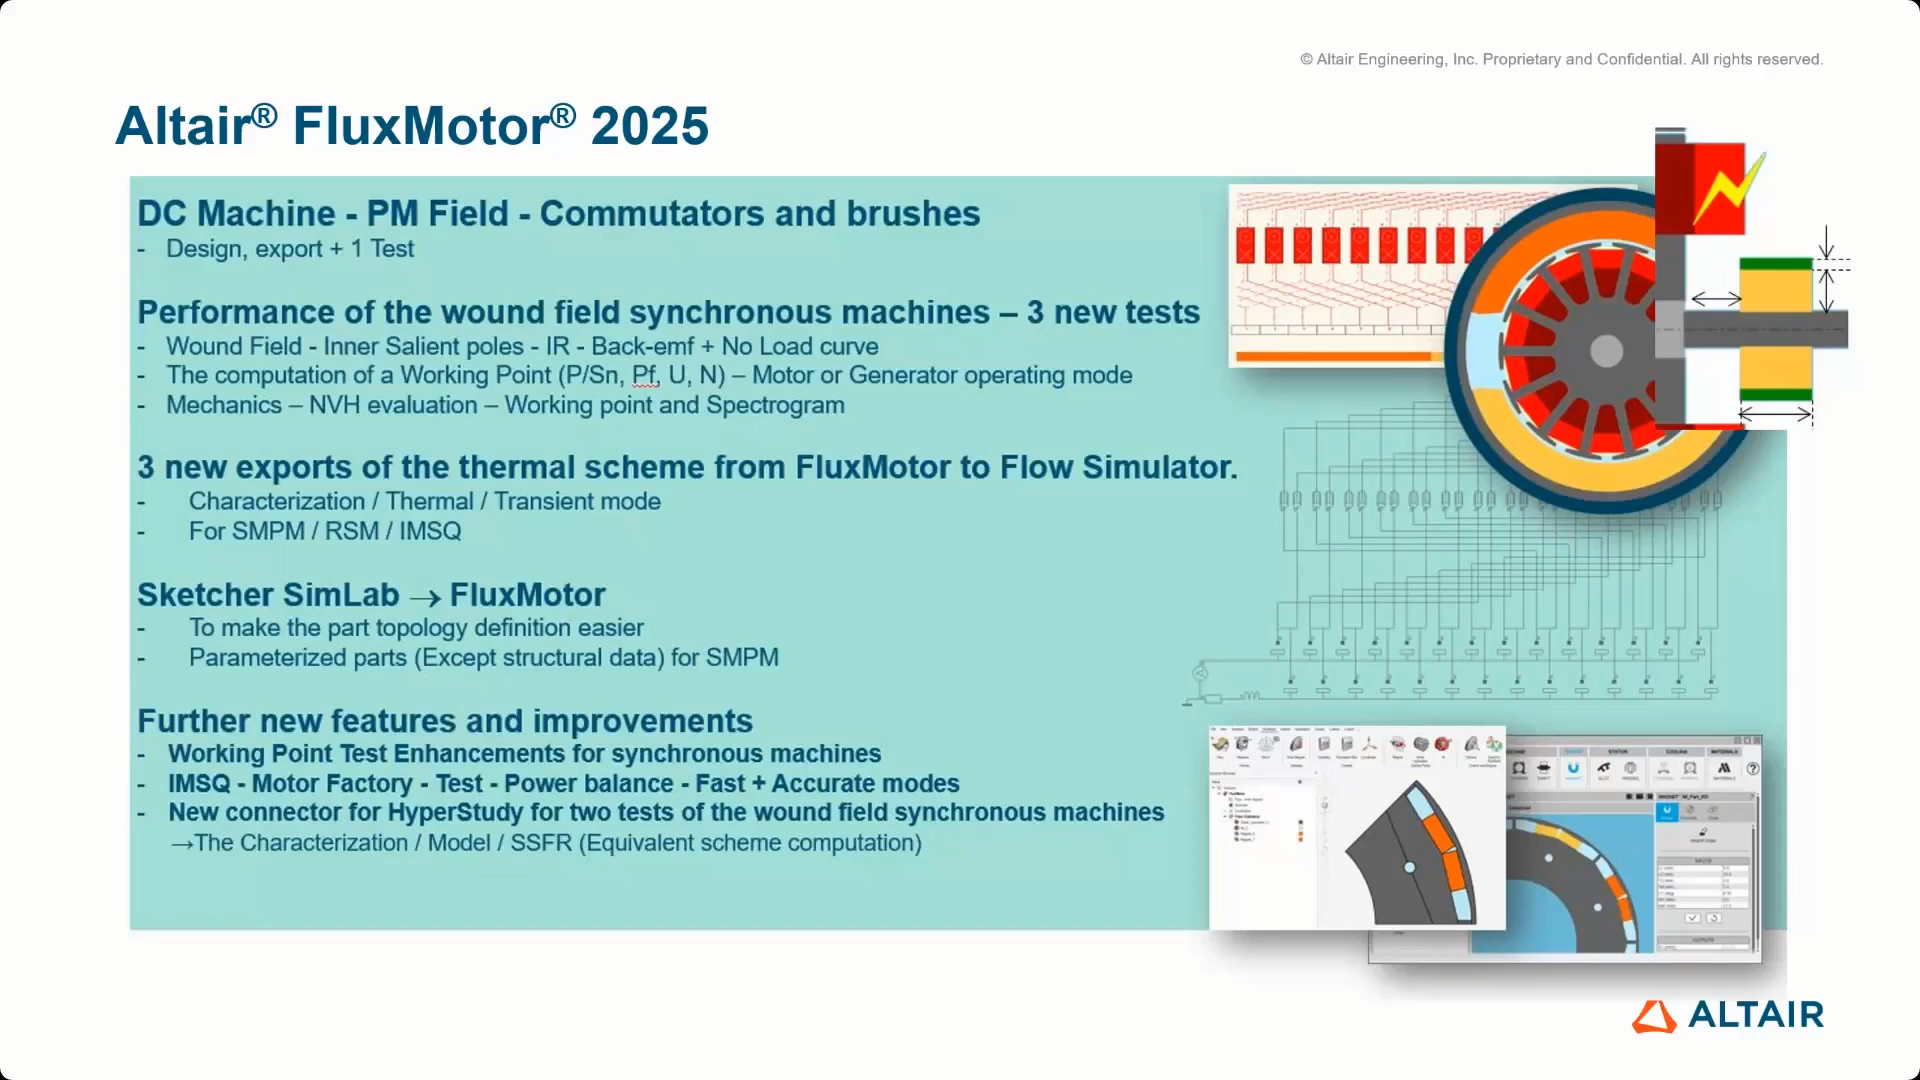 © Altair Engineering, Inc. Proprietary and Confidential. All rights reserved.
Altair® FluxMotor® 2025
DC Machine - PM Field - Commutators and brushes
- Design, export + 1 Test
Performance of the wound field synchronous machines – 3 new tests
- Wound Field - Inner Salient poles - IR - Back-emf + No Load curve
- The computation of a Working Point (P/Sn, Pf, U, N) – Motor or Generator operating mode
- Mechanics – NVH evaluation – Working point and Spectrogram
3 new exports of the thermal scheme from FluxMotor to Flow Simulator.
- Characterization / Thermal / Transient mode
- For SMPM / RSM / IMSQ
Sketcher SimLab → FluxMotor
- To make the part topology definition easier
- Parameterized parts (Except structural data) for SMPM
Further new features and improvements
- Working Point Test Enhancements for synchronous machines
- IMSQ - Motor Factory - Test - Power balance - Fast + Accurate modes
- New connector for HyperStudy for two tests of the wound field synchronous machines
→The Characterization / Model / SSFR (Equivalent scheme computation)
STATOR COOLING MATERIALS
ALTAIR